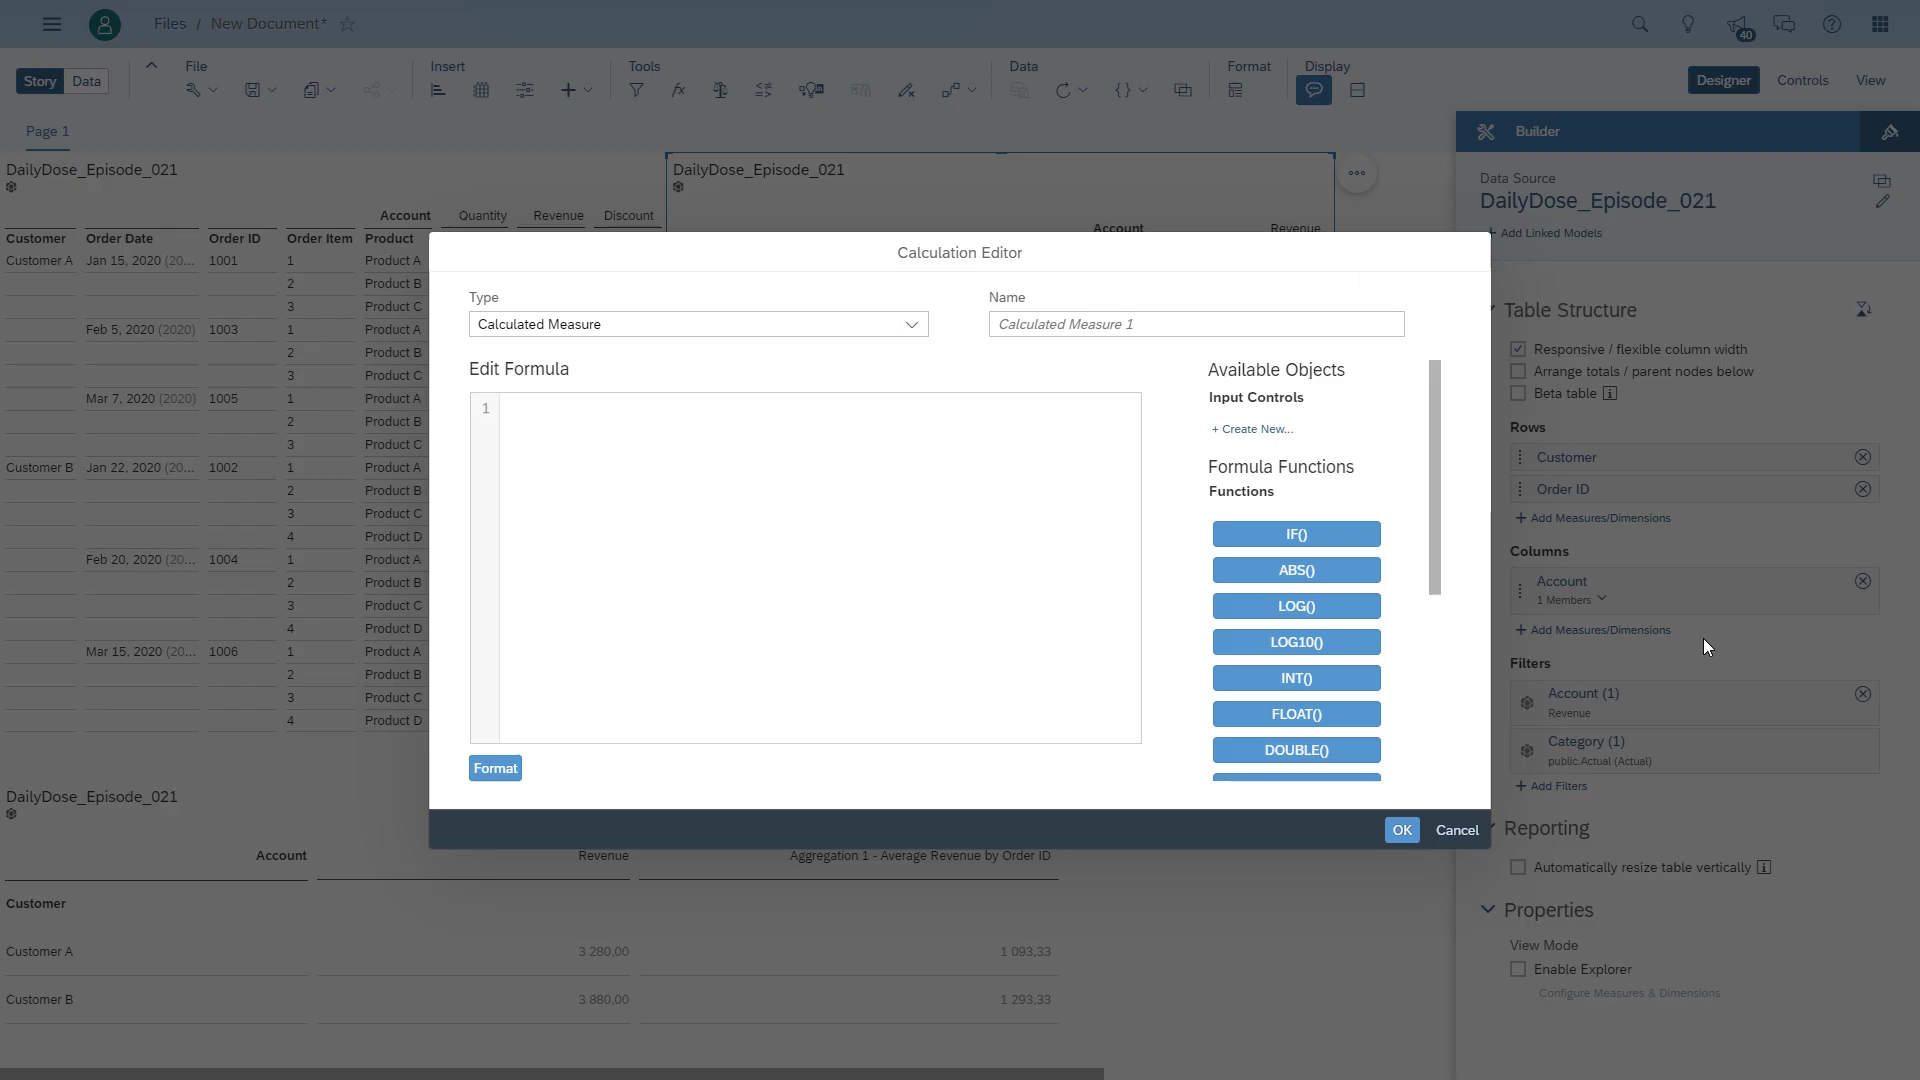 Files / New Document*
40
Story
Data
File
Insert
Tools
Data
Format
Display
Designer
Controls
View
Page 1
DailyDose_Episode_021
Account Quantity Revenue Discount
Customer Order Date Order ID Order Item Product
Customer A Jan 15, 2020 (20... 1001 1 Product A
2 Product B
3 Product C
Feb 5, 2020 (2020) 1003 1 Product A
2 Product B
3 Product C
Mar 7, 2020 (2020) 1005 1 Product A
2 Product B
3 Product C
Customer B Jan 22, 2020 (20... 1002 1 Product A
2 Product B
3 Product C
4 Product D
Feb 20, 2020 (20... 1004 1 Product A
2 Product B
3 Product C
4 Product D
Mar 15, 2020 (20... 1006 1 Product A
2 Product B
3 Product C
4 Product D
DailyDose_Episode_021
Account Revenue
Calculation Editor
Type
Calculated Measure
Name
Calculated Measure 1
Edit Formula
1
Format
Available Objects
Input Controls
+ Create New...
Formula Functions
Functions
IF()
ABS()
LOG()
LOG10()
INT()
FLOAT()
DOUBLE()
OK
Cancel
DailyDose_Episode_021
Account Revenue Aggregation 1 - Average Revenue by Order ID
Customer
Customer A 3 280,00 1 093,33
Customer B 3 880,00 1 293,33
Builder
Data Source
DailyDose_Episode_021
+ Add Linked Models
Table Structure
Responsive / flexible column width
Arrange totals / parent nodes below
Beta table
Rows
Customer
Order ID
+ Add Measures/Dimensions
Columns
Account
1 Members
+ Add Measures/Dimensions
Filters
Account (1)
Revenue
Category (1)
public.Actual (Actual)
+ Add Filters
Reporting
Automatically resize table vertically
Properties
View Mode
Enable Explorer
Configure Measures & Dimensions